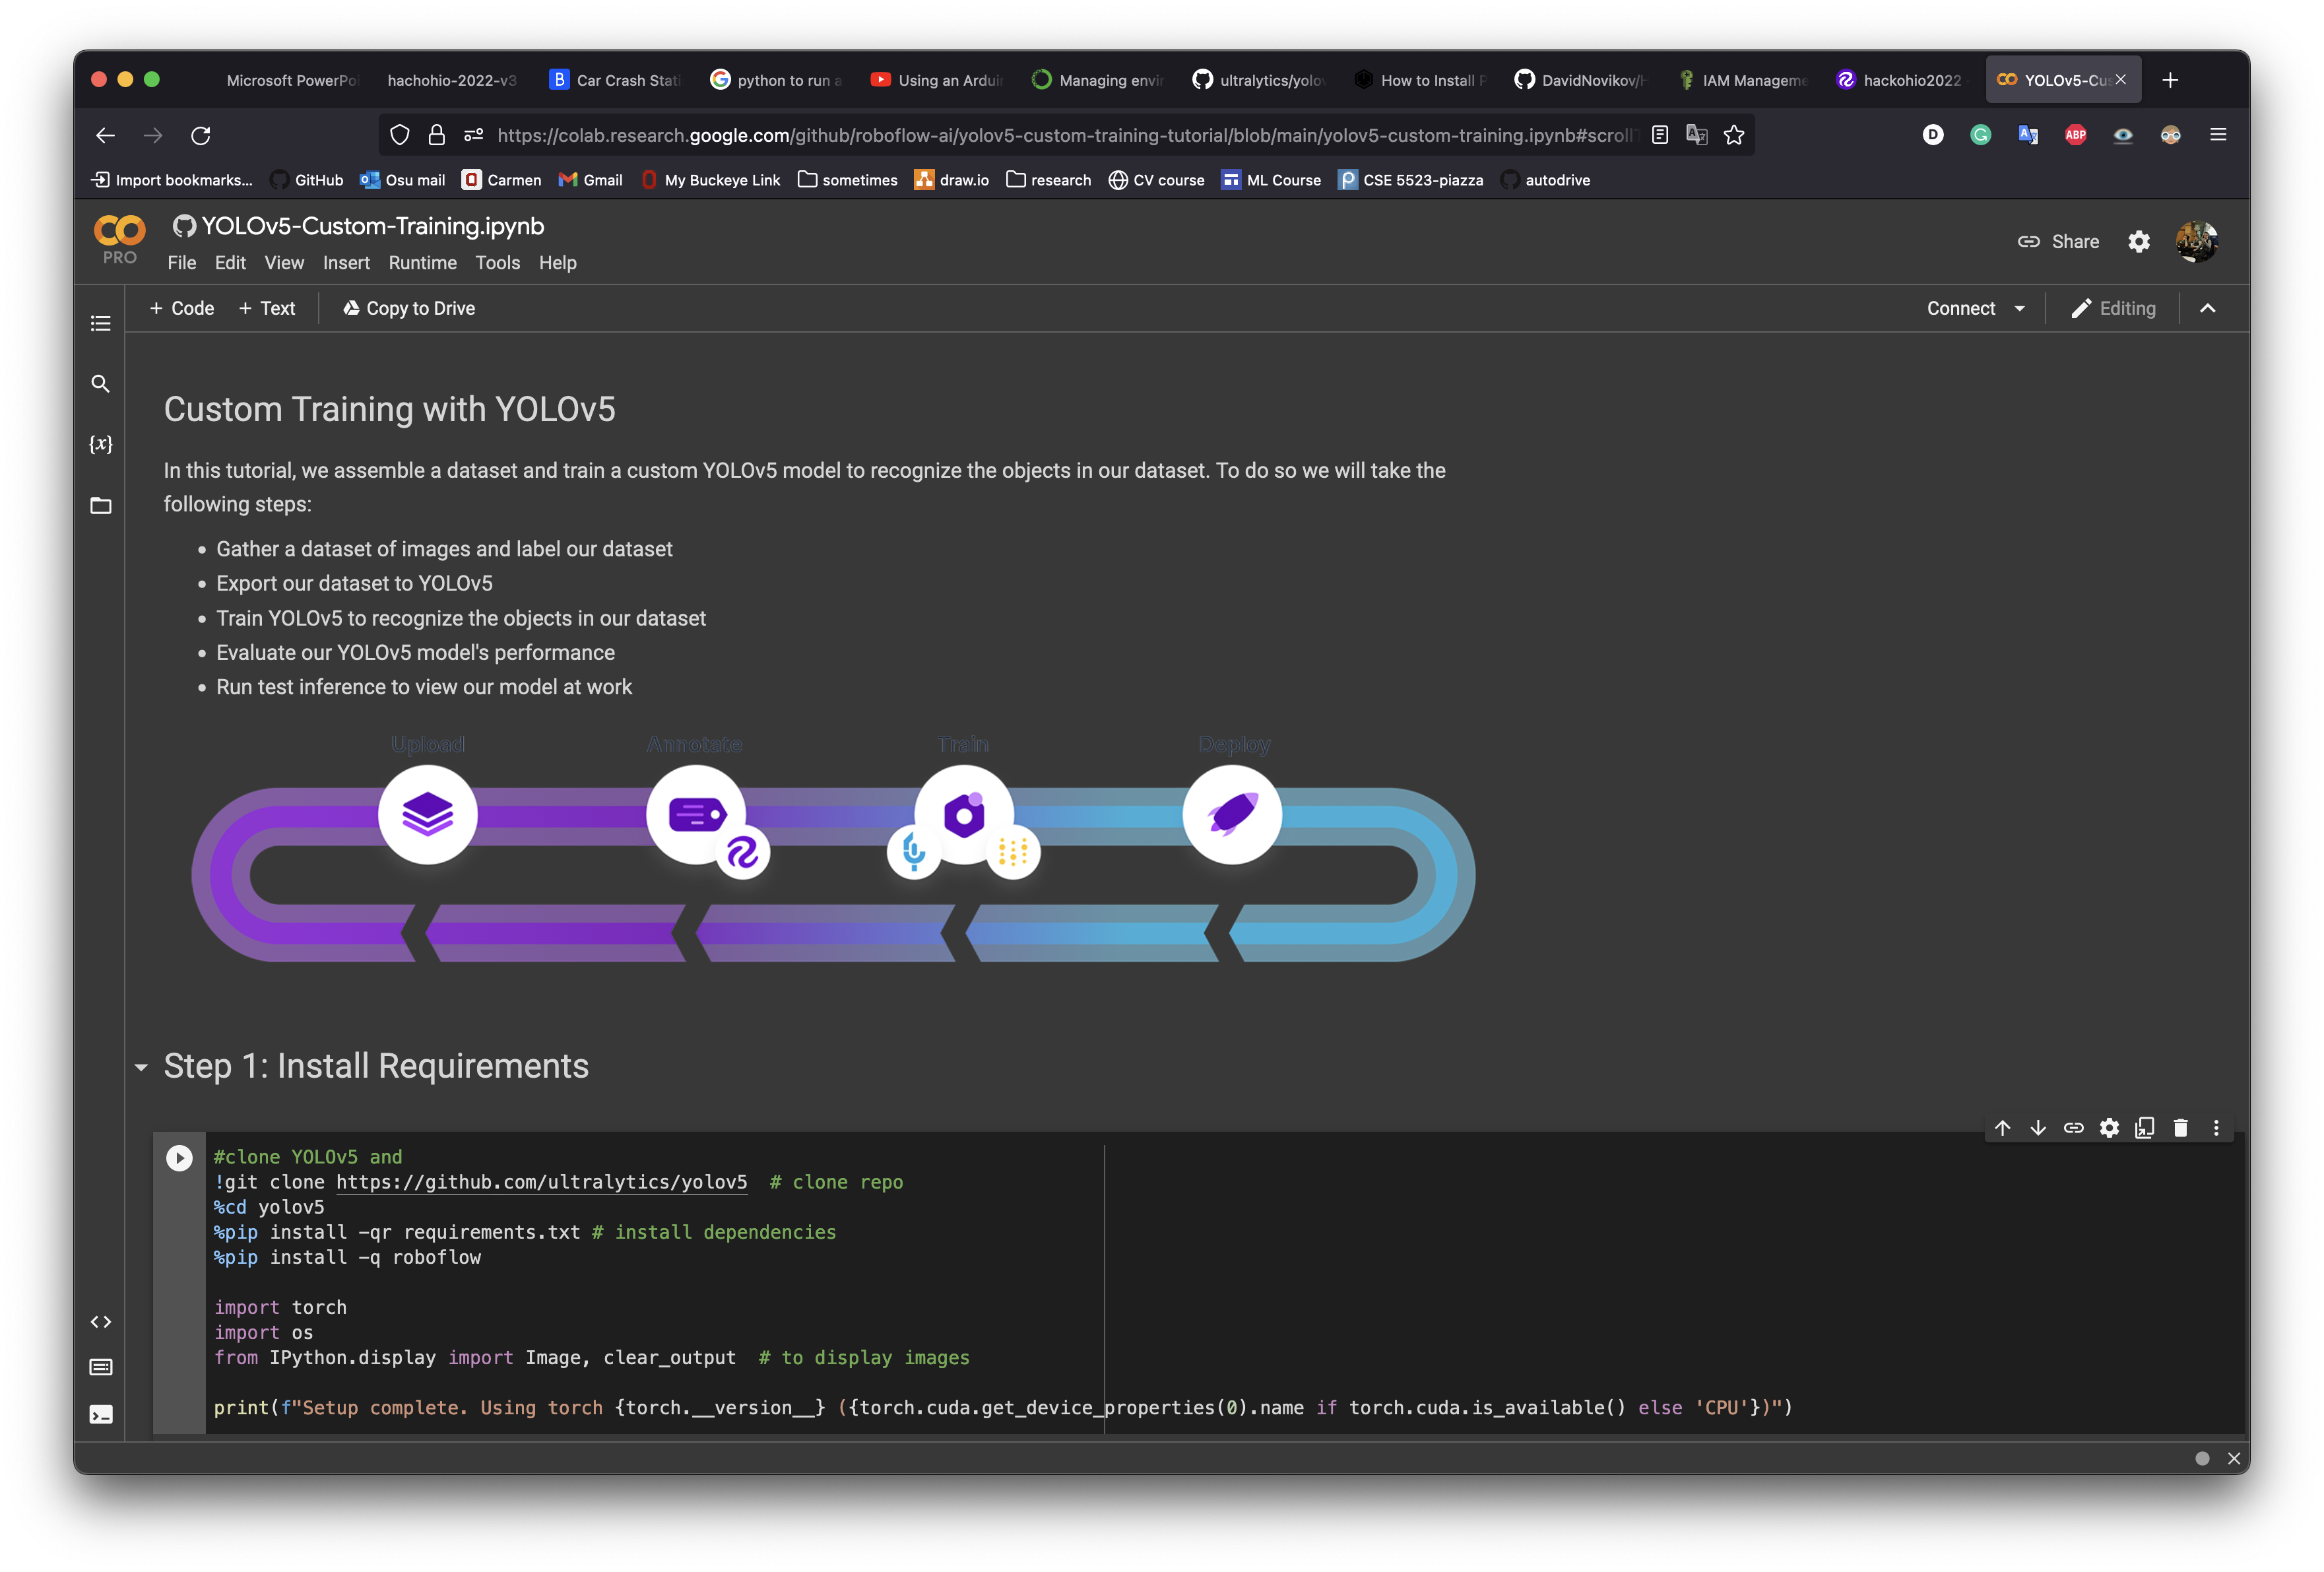 Microsoft PowerPoi
hachohio-2022-v3
Car Crash Stati
python to run a
Using an Arduin
Managing envir
ultralytics/yolov
How to Install P
DavidNovikov/H
IAM Manageme
hackohio2022
YOLOv5-Cus
https://colab.research.google.com/github/roboflow-ai/yolov5-custom-training-tutorial/blob/main/yolov5-custom-training.ipynb#scrollT
D
ABP
Import bookmarks...
GitHub
Osu mail
Carmen
Gmail
My Buckeye Link
sometimes
draw.io
research
CV course
ML Course
CSE 5523-piazza
autodrive
PRO
YOLOv5-Custom-Training.ipynb
File Edit View Insert Runtime Tools Help
Share
+ Code + Text Copy to Drive
Connect
Editing
{x}
Custom Training with YOLOv5
In this tutorial, we assemble a dataset and train a custom YOLOv5 model to recognize the objects in our dataset. To do so we will take the
following steps:
• Gather a dataset of images and label our dataset
• Export our dataset to YOLOv5
• Train YOLOv5 to recognize the objects in our dataset
• Evaluate our YOLOv5 model's performance
• Run test inference to view our model at work
Upload Annotate Train Deploy
Step 1: Install Requirements
#clone YOLOv5 and
!git clone https://github.com/ultralytics/yolov5  # clone repo
%cd yolov5
%pip install -qr requirements.txt # install dependencies
%pip install -q roboflow
import torch
import os
from IPython.display import Image, clear_output  # to display images
print(f"Setup complete. Using torch {torch.__version__} ({torch.cuda.get_device_properties(0).name if torch.cuda.is_available() else 'CPU'})")